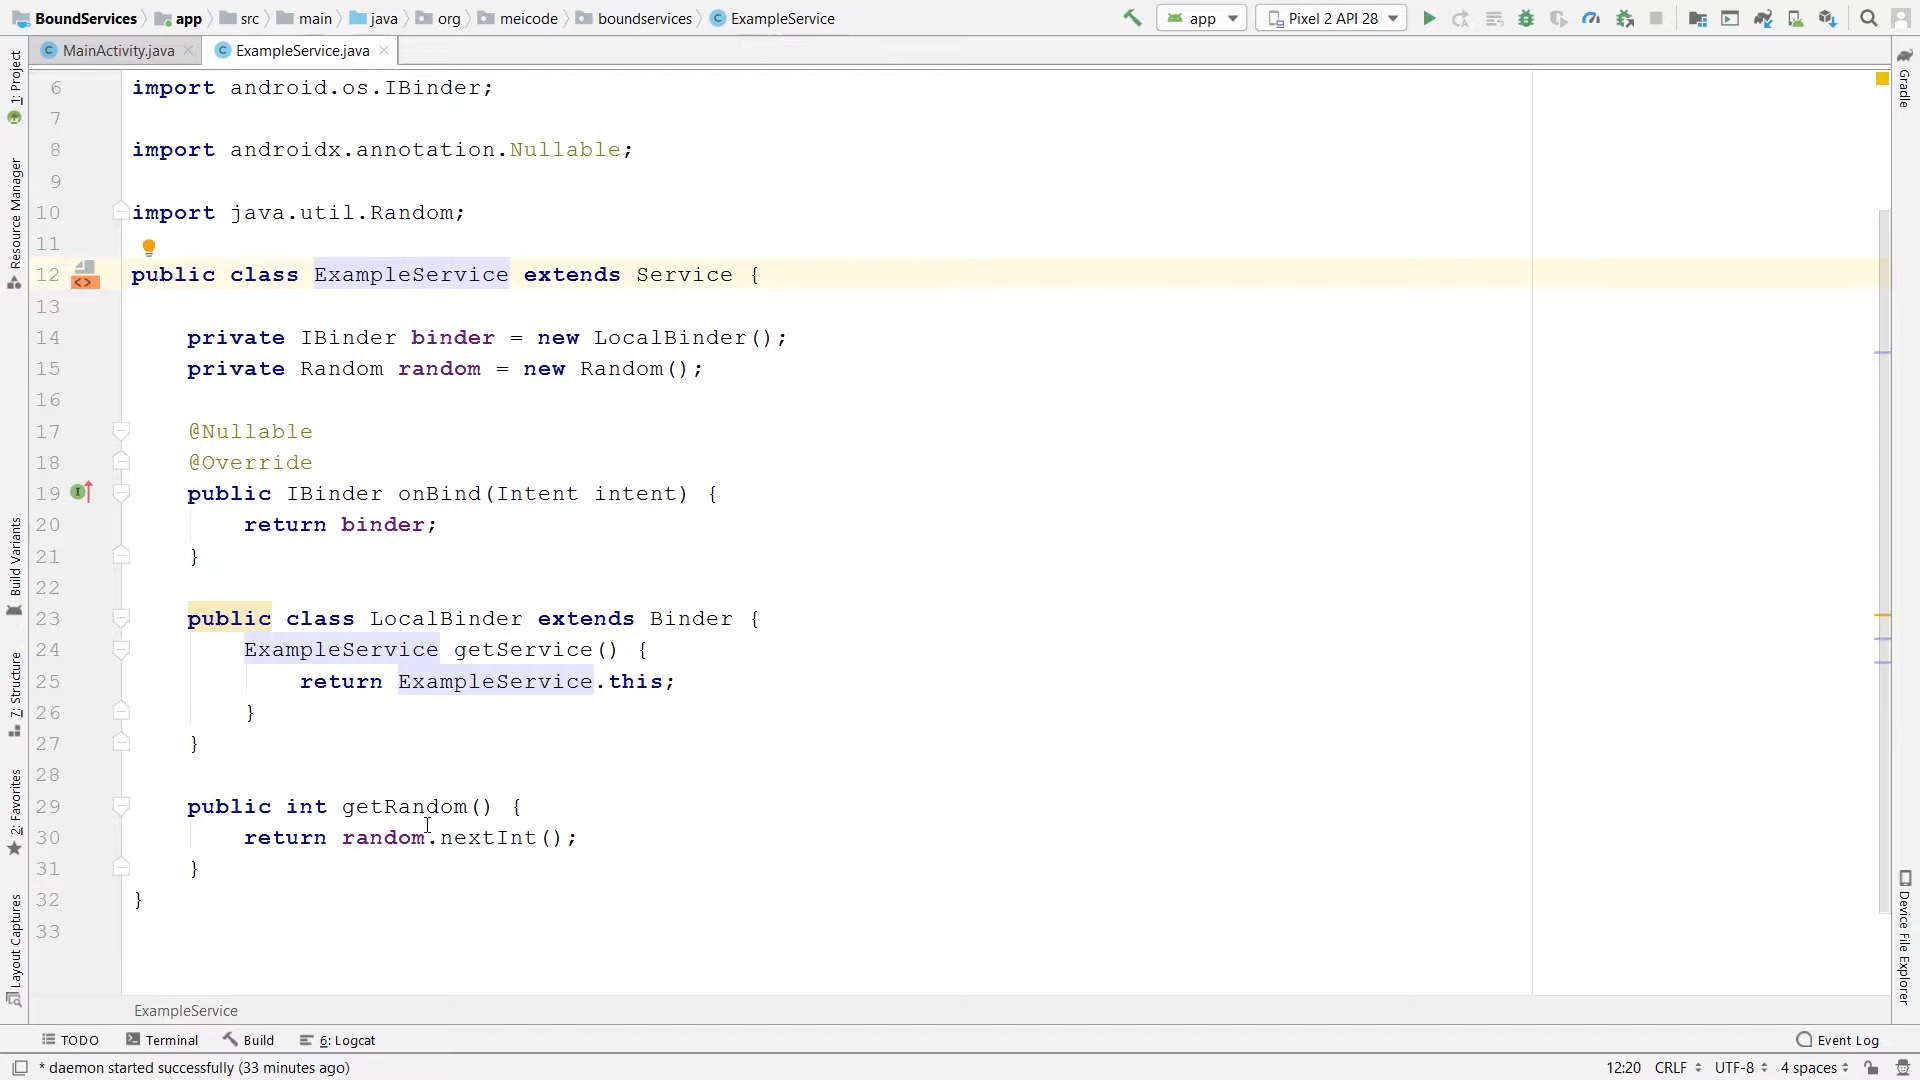 BoundServices app src main java org meicode boundservices ExampleService app Pixel 2 API 28
MainActivity.java ExampleService.java
6 import android.os.IBinder;
7
8 import androidx.annotation.Nullable;
9
10 import java.util.Random;
11
12 public class ExampleService extends Service {
13
14 private IBinder binder = new LocalBinder();
15 private Random random = new Random();
16
17 @Nullable
18 @Override
19 public IBinder onBind(Intent intent) {
20 return binder;
21 }
22
23 public class LocalBinder extends Binder {
24 ExampleService getService() {
25 return ExampleService.this;
26 }
27 }
28
29 public int getRandom() {
30 return random.nextInt();
31 }
32 }
33
ExampleService
1: Project
Resource Manager
Build Variants
7: Structure
2: Favorites
Layout Captures
Gradle
Device File Explorer
TODO Terminal Build 6: Logcat Event Log
* daemon started successfully (33 minutes ago) 12:20 CRLF UTF-8 4 spaces